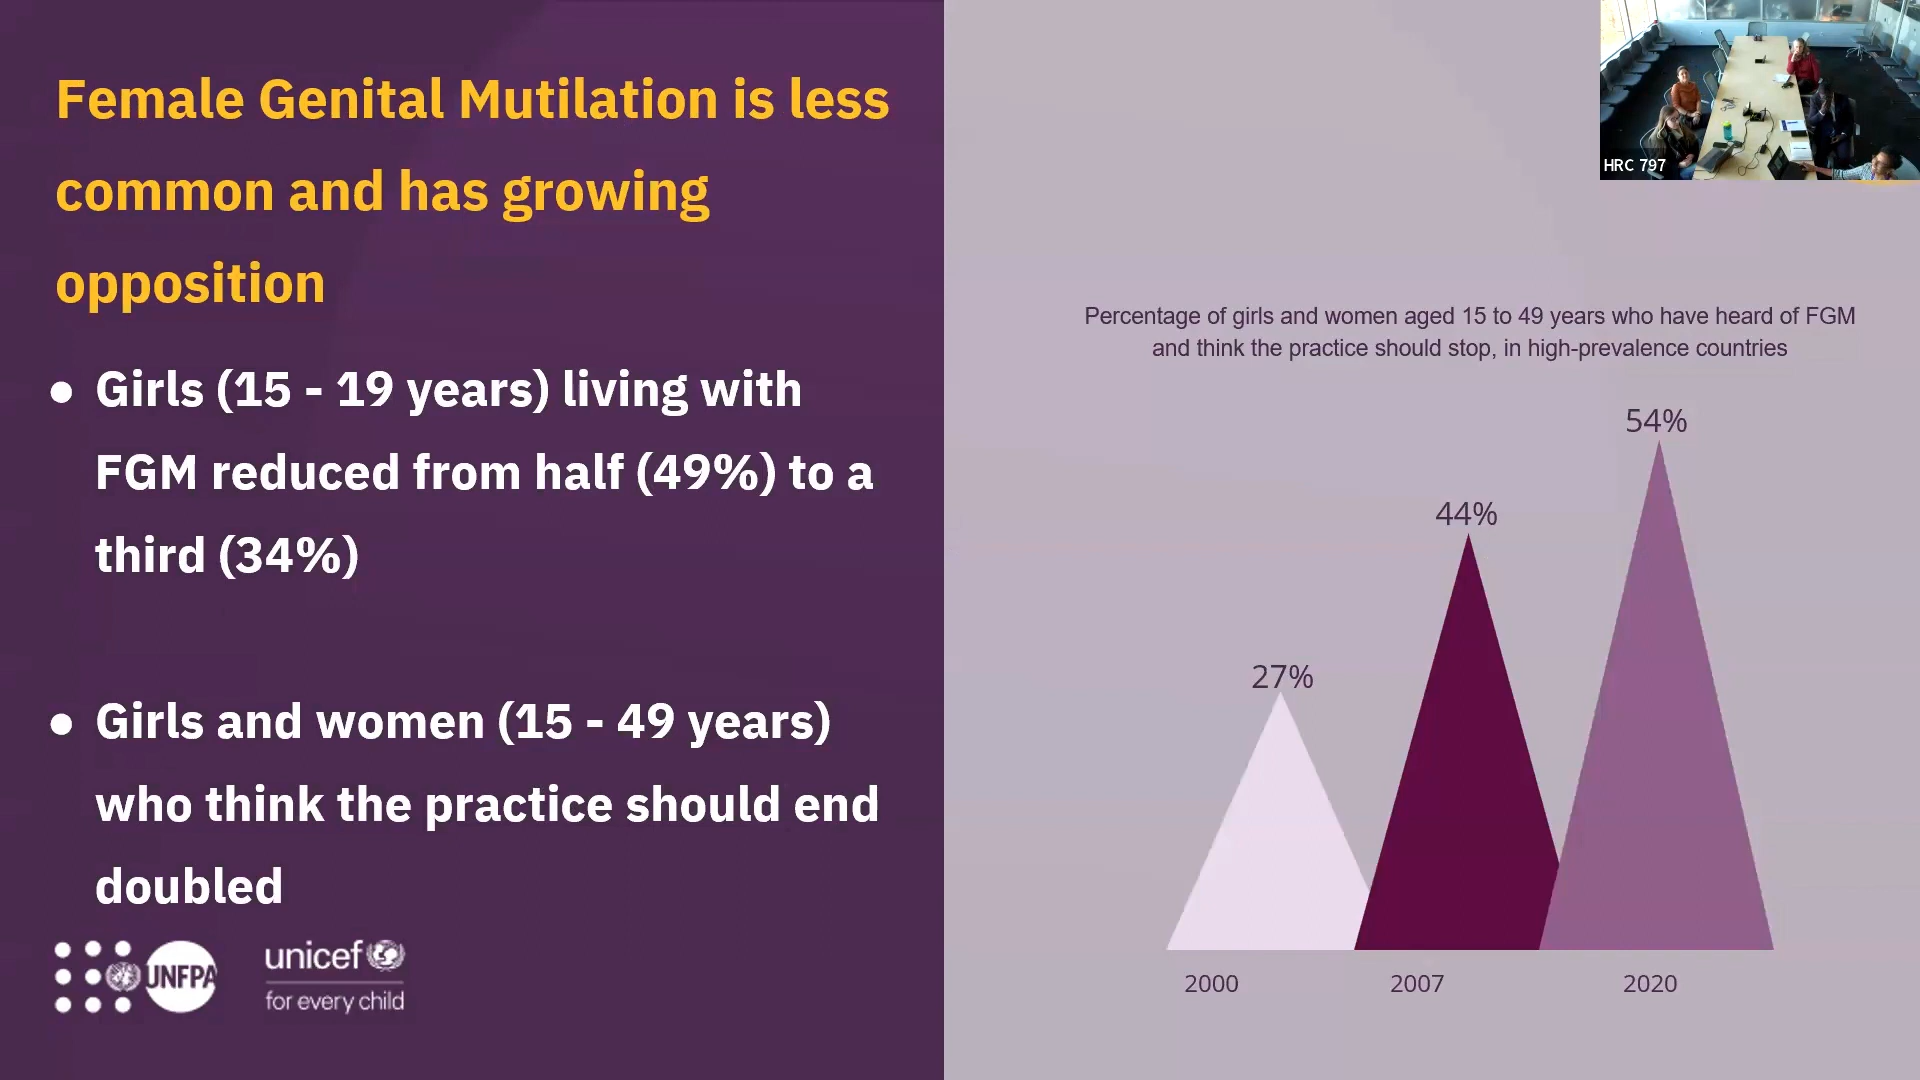 Female Genital Mutilation is less
common and has growing
opposition
● Girls (15 - 19 years) living with
FGM reduced from half (49%) to a
third (34%)
● Girls and women (15 - 49 years)
who think the practice should end
doubled
UNFPA
unicef
for every child
HRC 797
Percentage of girls and women aged 15 to 49 years who have heard of FGM
and think the practice should stop, in high-prevalence countries
27%
44%
54%
2000
2007
2020